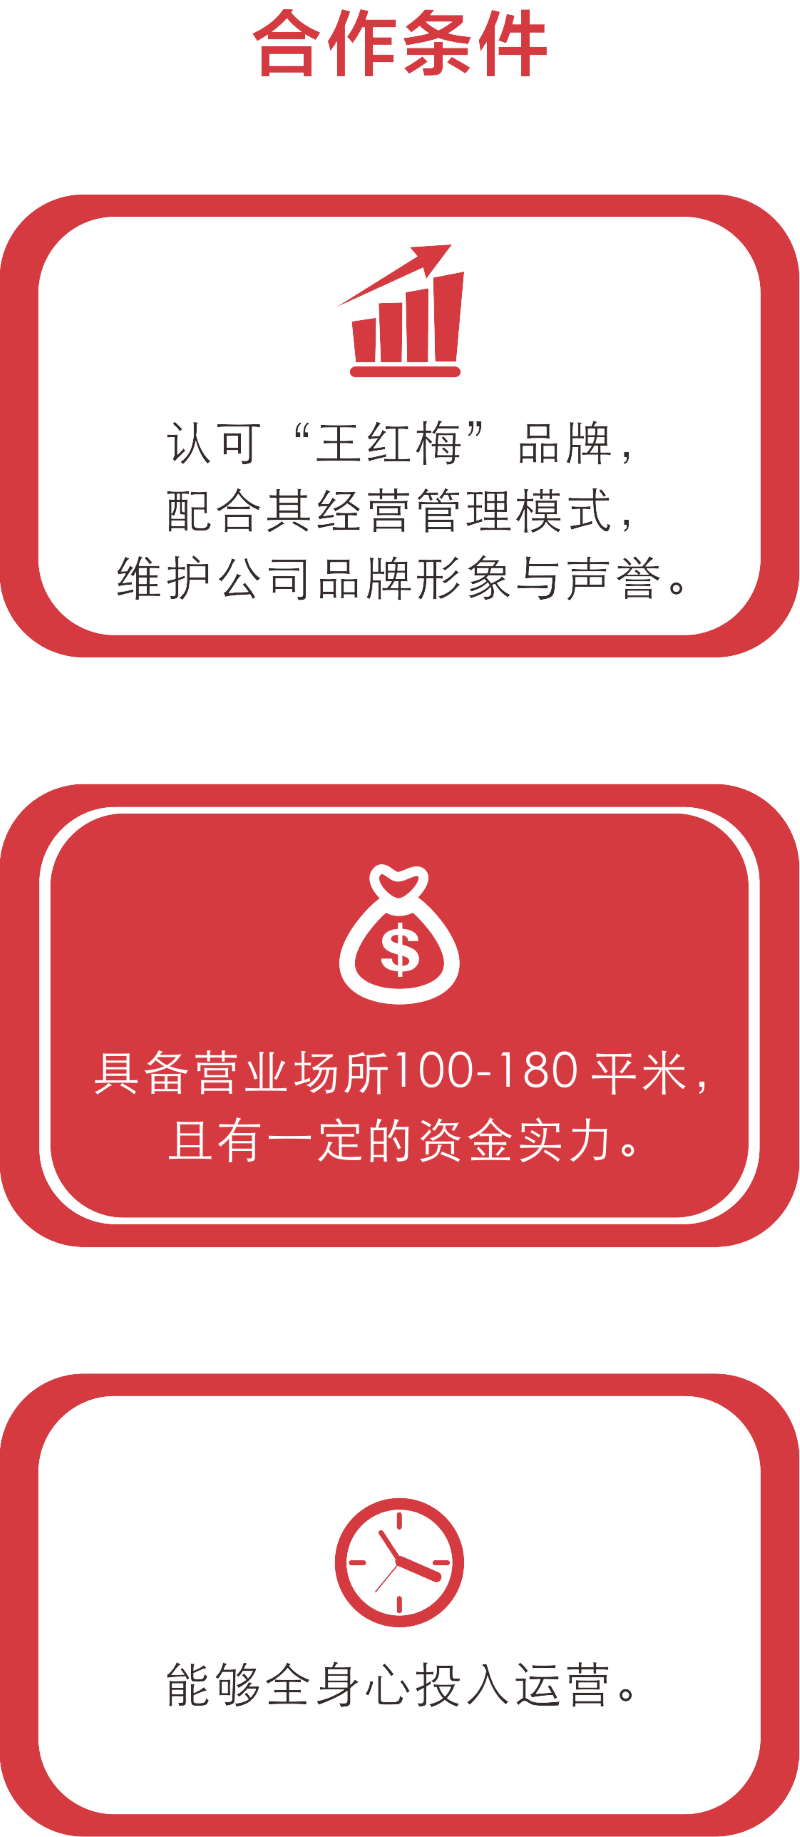 合作条件
认可“王红梅”品牌，
配合其经营管理模式，
维护公司品牌形象与声誉。
$
具备营业场所100-180平米，
且有一定的资金实力。
能够全身心投入运营。